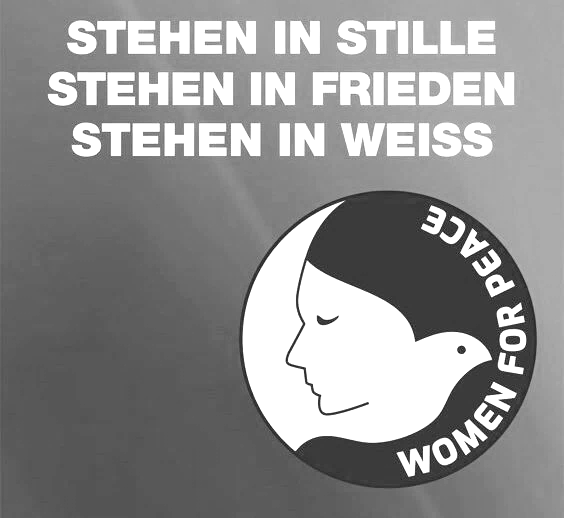 STEHEN IN STILLE
STEHEN IN FRIEDEN
STEHEN IN WEISS
WOMEN FOR PEACE